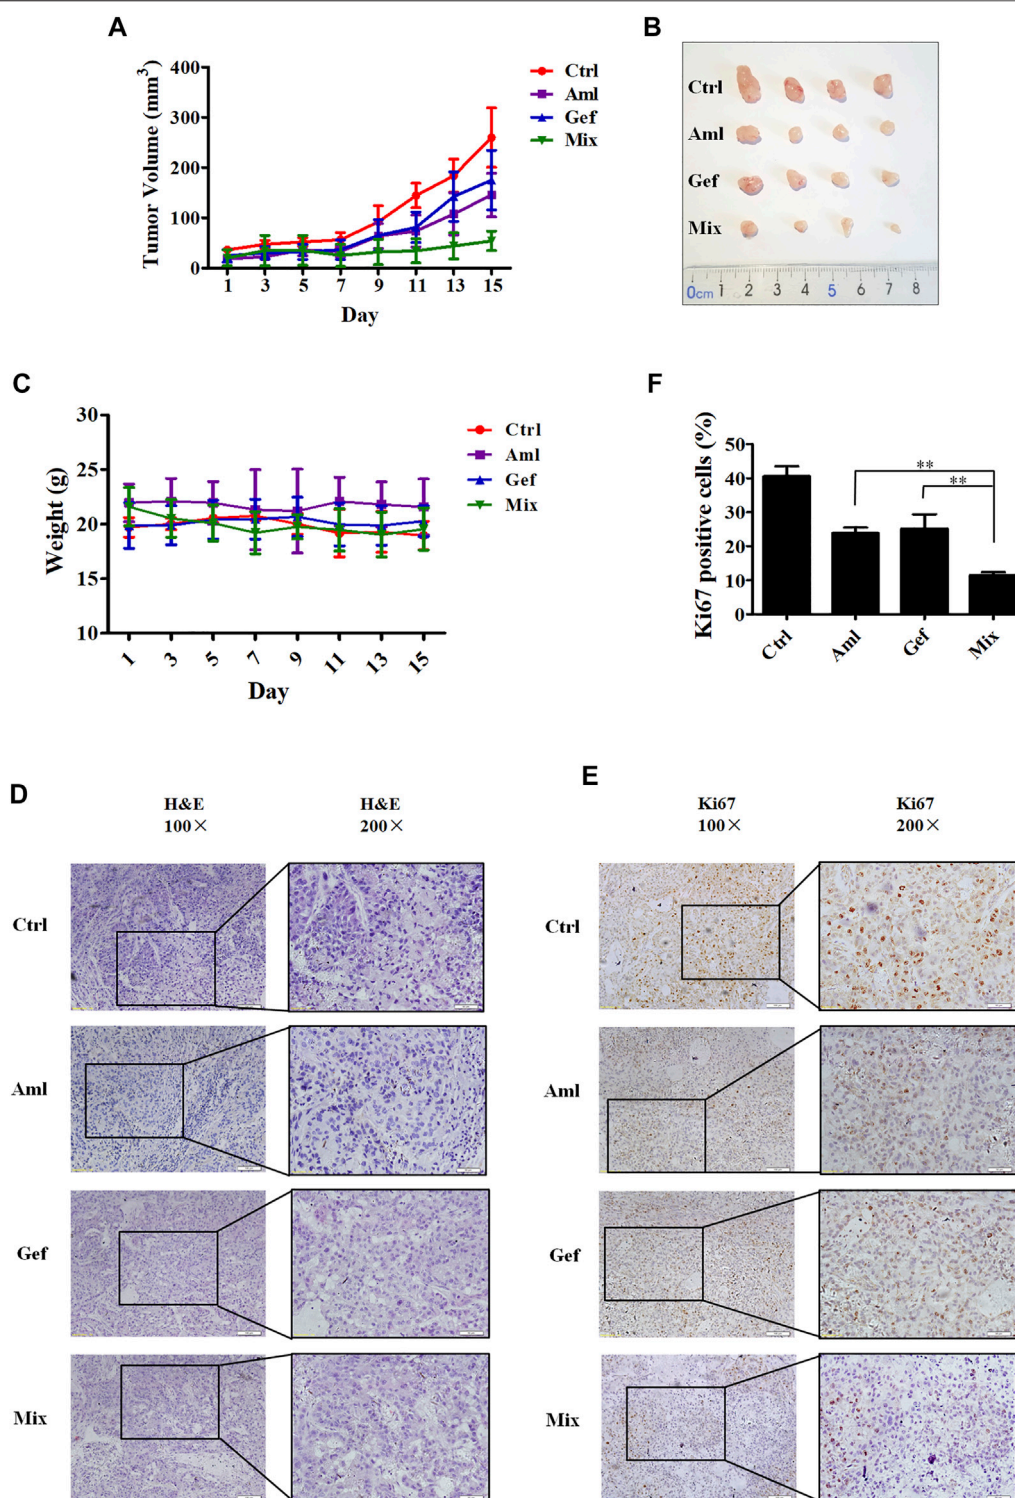 A
400
300
200
100
0
Tumor Volume (mm³)
1 3 5 7 9 11 13 15
Day
Ctrl
Aml
Gef
Mix
B
Ctrl
Aml
Gef
Mix
0cm 1 2 3 4 5 6 7 8
C
30
25
20
15
10
Weight (g)
1 3 5 7 9 11 13 15
Day
Ctrl
Aml
Gef
Mix
F
50
40
30
20
10
0
Ki67 positive cells (%)
**
**
Ctrl Aml Gef Mix
D
H&E H&E
100× 200×
Ctrl
Aml
Gef
Mix
E
Ki67 Ki67
100× 200×
Ctrl
Aml
Gef
Mix